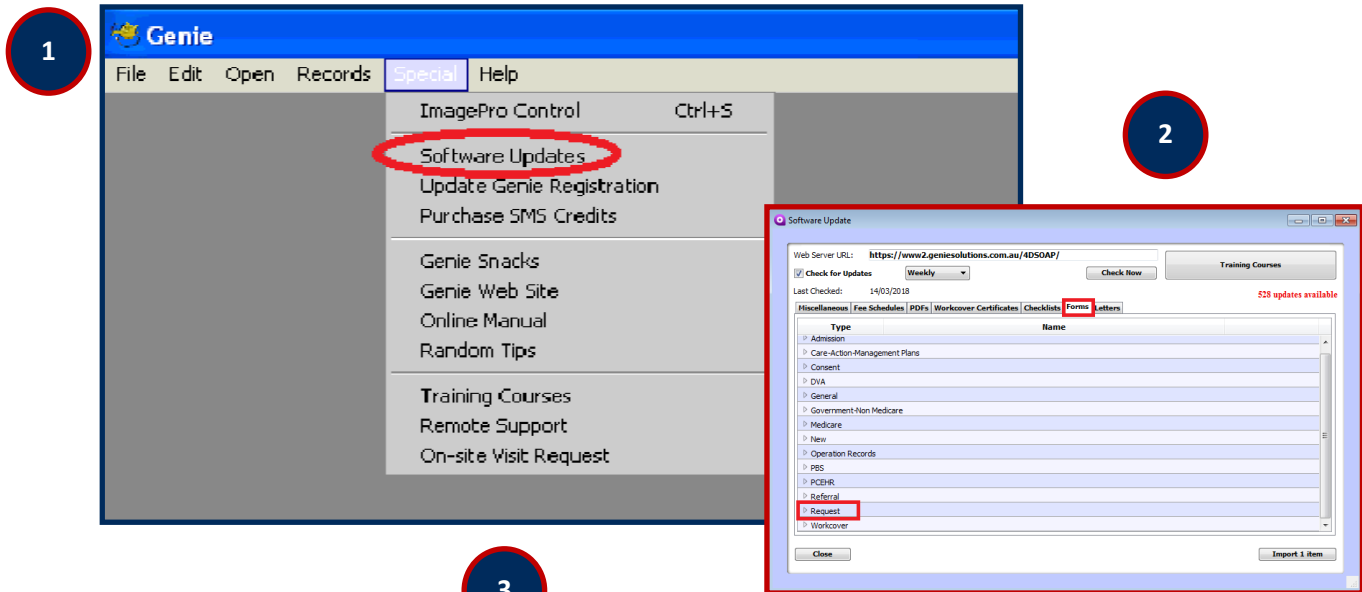 1
Genie
File Edit Open Records Special Help
ImagePro Control Ctrl+S
Software Updates
Update Genie Registration
Purchase SMS Credits
Genie Snacks
Genie Web Site
Online Manual
Random Tips
Training Courses
Remote Support
On-site Visit Request
2
Software Update
Web Server URL: https://www2.geniesolutions.com.au/4DSOAP/
Training Courses
Check for Updates Weekly Check Now
Last Checked: 14/03/2018
528 updates available
Miscellaneous Fee Schedules PDFs Workcover Certificates Checklists Forms Letters
Type Name
Admission
Care-Action-Management Plans
Consent
DVA
General
Government-Non Medicare
Medicare
New
Operation Records
PBS
PCEHR
Referral
Request
Workcover
Close Import 1 item
3